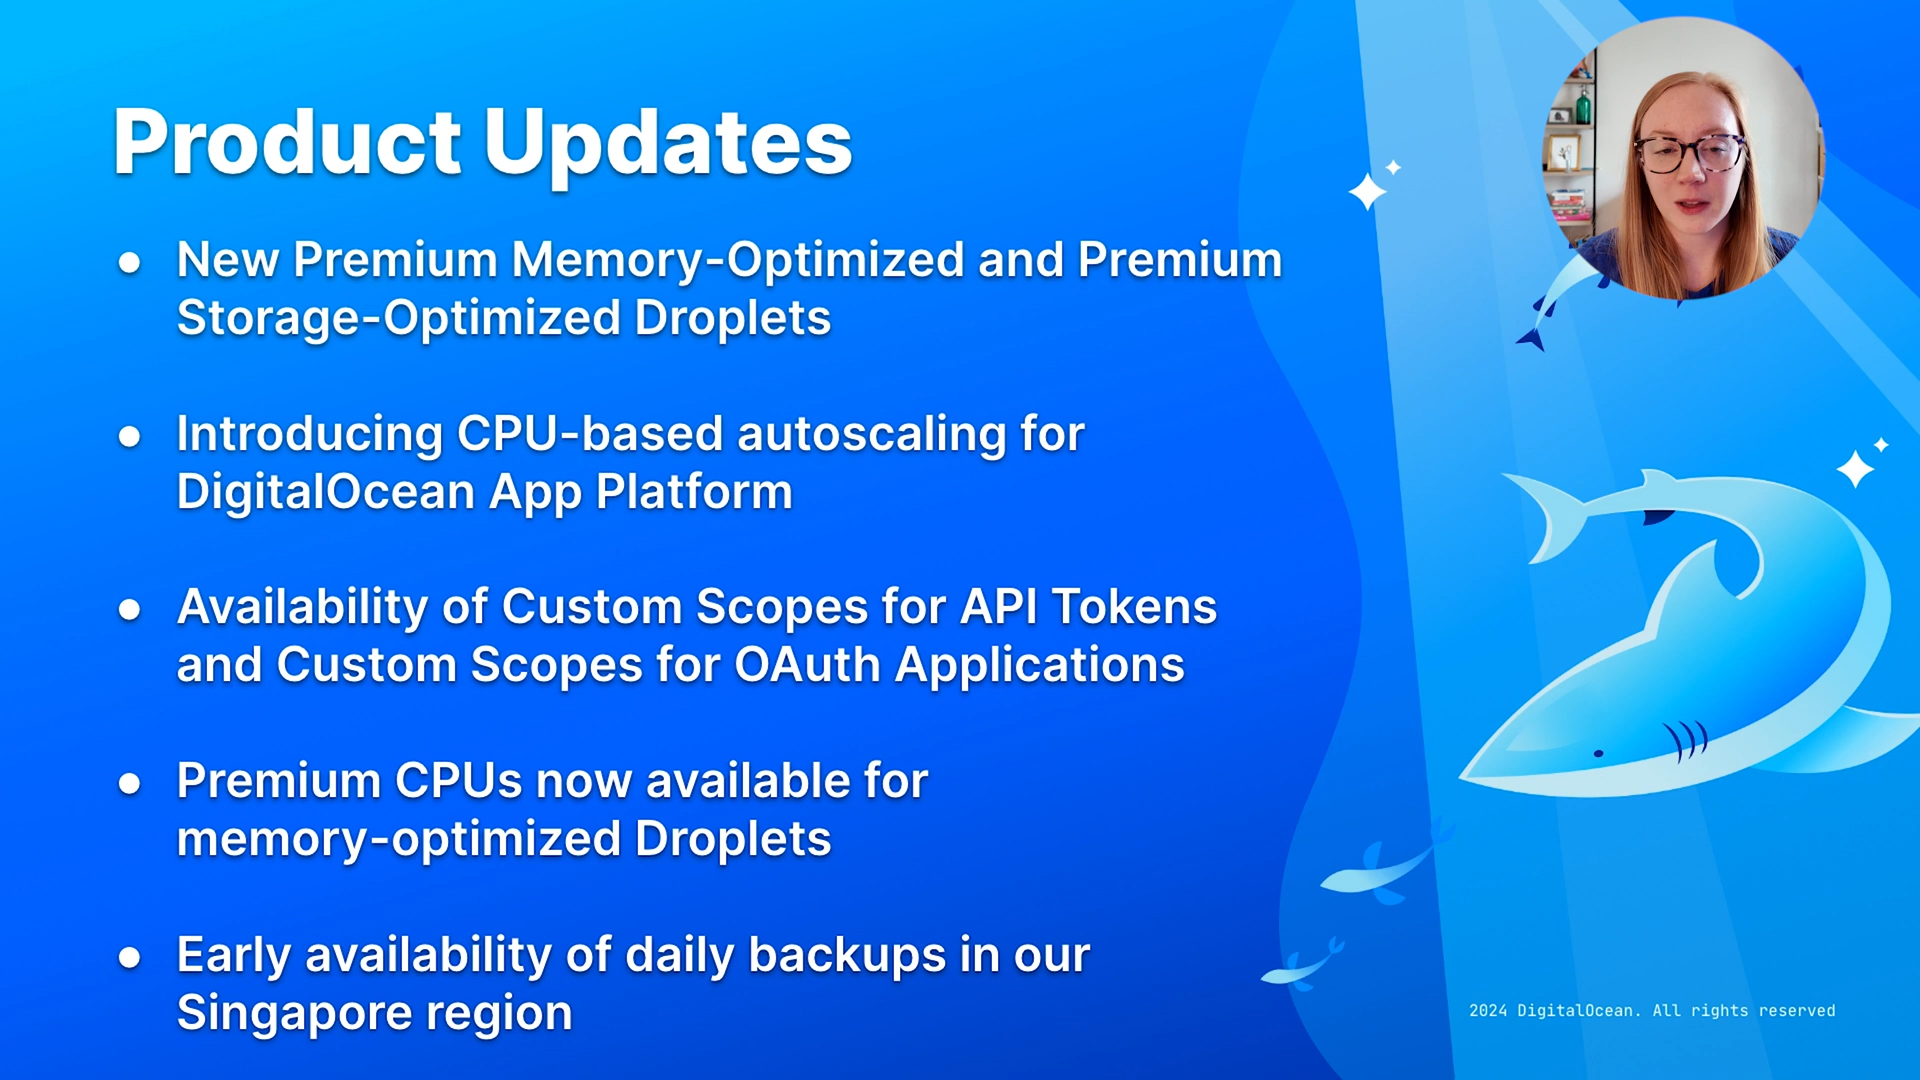 Product Updates
● New Premium Memory-Optimized and Premium
Storage-Optimized Droplets
● Introducing CPU-based autoscaling for
DigitalOcean App Platform
● Availability of Custom Scopes for API Tokens
and Custom Scopes for OAuth Applications
● Premium CPUs now available for
memory-optimized Droplets
● Early availability of daily backups in our
Singapore region
2024 DigitalOcean. All rights reserved